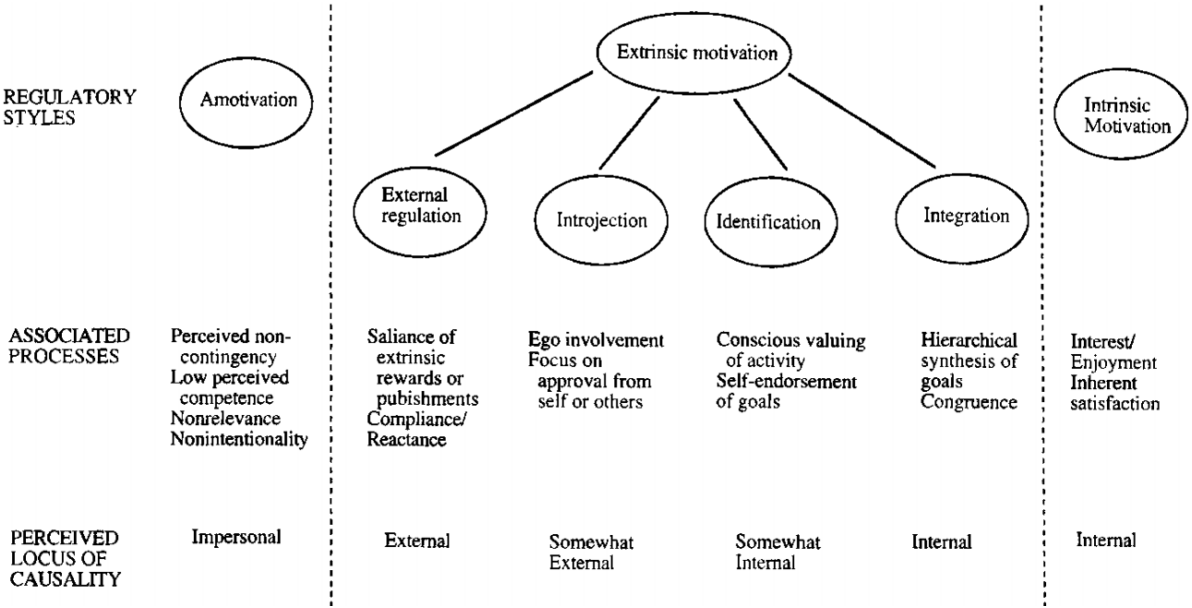 Extrinsic motivation
REGULATORY
STYLES
Amotivation
Intrinsic
Motivation
External
regulation
Introjection
Identification
Integration
ASSOCIATED
PROCESSES
Perceived non-
contingency
Low perceived
competence
Nonrelevance
Nonintentionality
Saliance of
extrinsic
rewards or
pubishments
Compliance/
Reactance
Ego involvement
Focus on
approval from
self or others
Conscious valuing
of activity
Self-endorsement
of goals
Hierarchical
synthesis of
goals
Congruence
Interest/
Enjoyment
Inherent
satisfaction
PERCEIVED
LOCUS OF
CAUSALITY
Impersonal
External
Somewhat
External
Somewhat
Internal
Internal
Internal